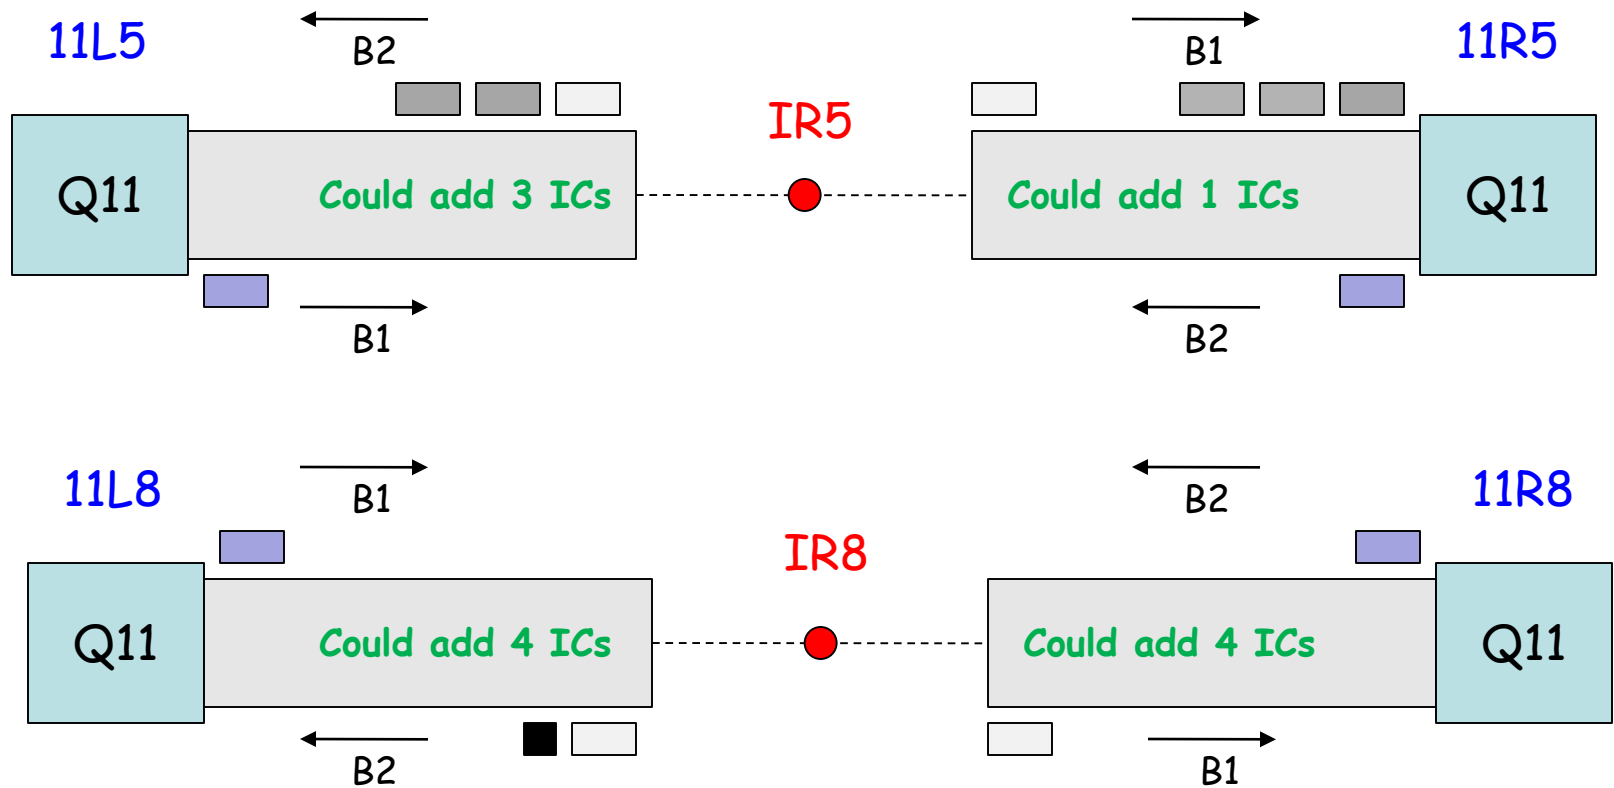 B2
B1
11L5
11R5
IR5
Q11
Could add 3 ICs
Could add 1 ICs
Q11
B1
B2
11L8
B1
B2
11R8
IR8
Q11
Could add 4 ICs
Could add 4 ICs
Q11
B2
B1